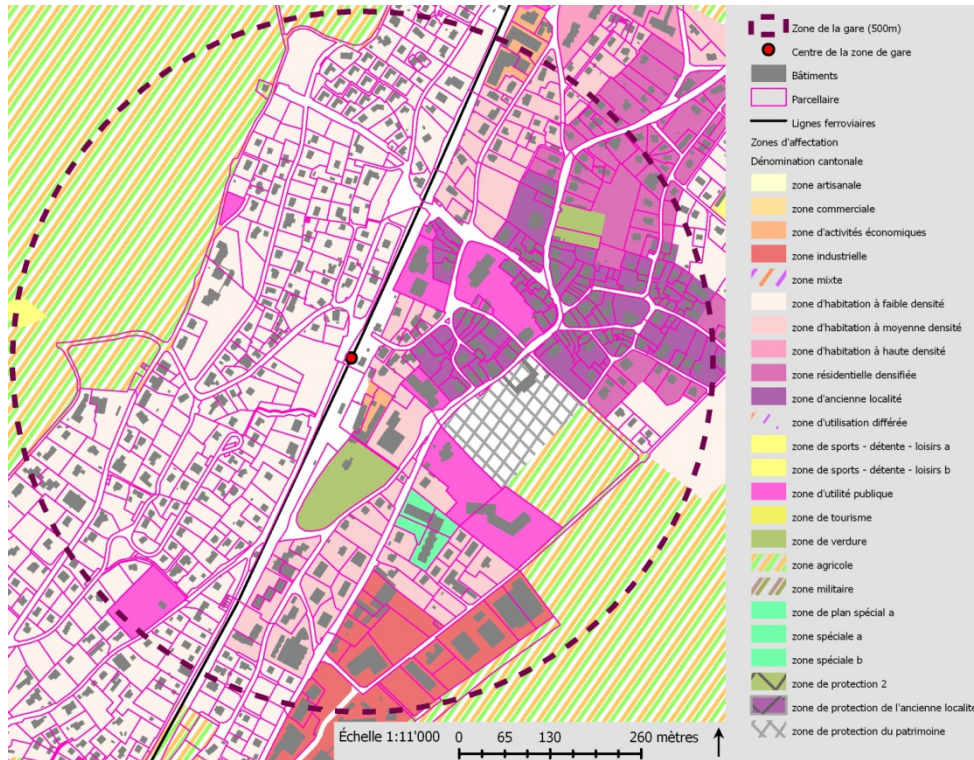 Zone de la gare (500m)
Centre de la zone de gare
Bâtiments
Parcellaire
Lignes ferroviaires
Zones d'affectation
Dénomination cantonale
zone artisanale
zone commerciale
zone d'activités économiques
zone industrielle
zone mixte
zone d'habitation à faible densité
zone d'habitation à moyenne densité
zone d'habitation à haute densité
zone résidentielle densifiée
zone d'ancienne localité
zone d'utilisation différée
zone de sports - détente - loisirs a
zone de sports - détente - loisirs b
zone d'utilité publique
zone de tourisme
zone de verdure
zone agricole
zone militaire
zone de plan spécial a
zone spéciale a
zone spéciale b
zone de protection 2
zone de protection de l'ancienne localité
zone de protection du patrimoine
Échelle 1:11'000 0 65 130 260 mètres